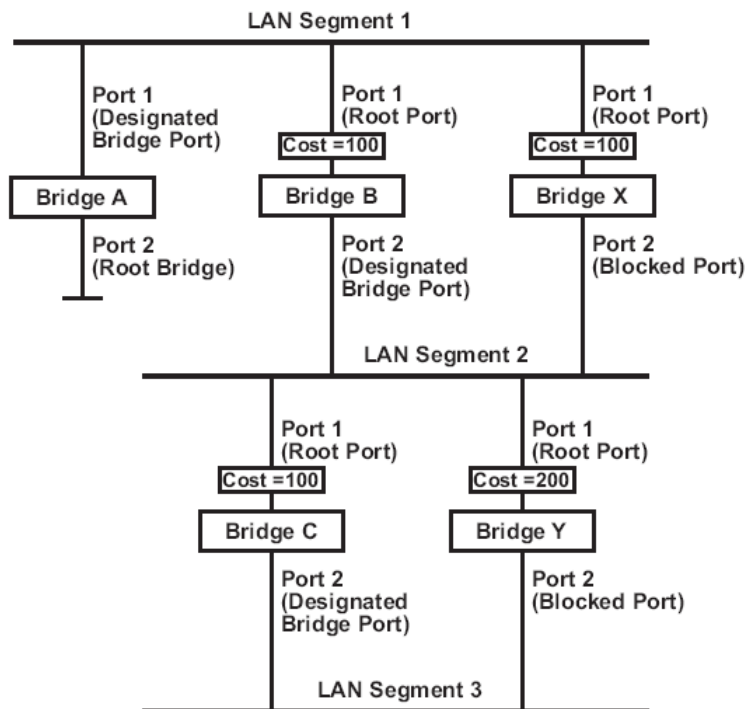 LAN Segment 1
Port 1
(Designated
Bridge Port)
Port 1
(Root Port)
Port 1
(Root Port)
Cost =100
Cost =100
Bridge A
Bridge B
Bridge X
Port 2
(Root Bridge)
Port 2
(Designated
Bridge Port)
Port 2
(Blocked Port)
LAN Segment 2
Port 1
(Root Port)
Port 1
(Root Port)
Cost =100
Cost =200
Bridge C
Bridge Y
Port 2
(Designated
Bridge Port)
Port 2
(Blocked Port)
LAN Segment 3